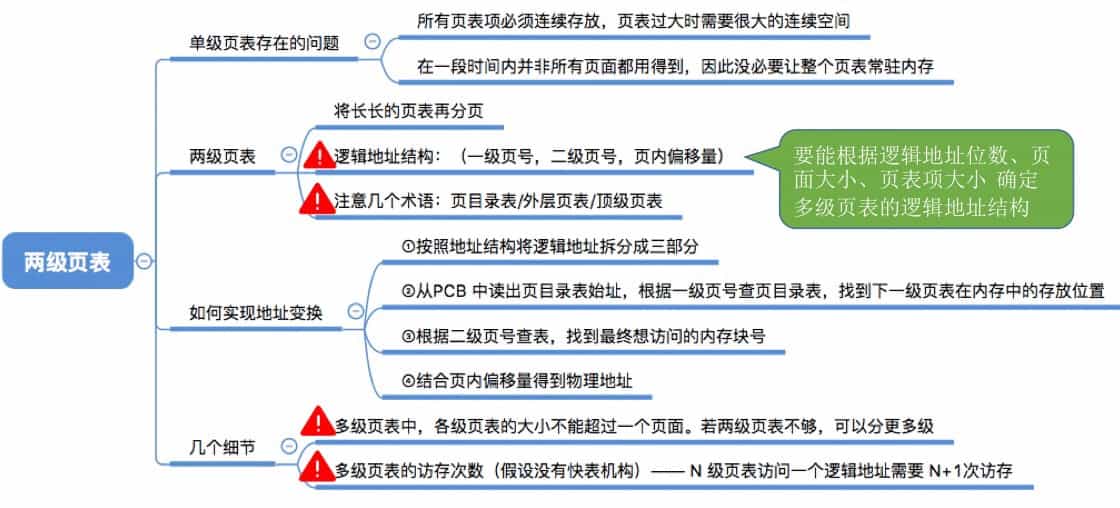 两级页表
单级页表存在的问题
所有页表项必须连续存放，页表过大时需要很大的连续空间
在一段时间内并非所有页面都用得到，因此没必要让整个页表常驻内存
两级页表
将长长的页表再分页
逻辑地址结构：（一级页号，二级页号，页内偏移量）
要能根据逻辑地址位数、页
面大小、页表项大小 确定
多级页表的逻辑地址结构
注意几个术语：页目录表/外层页表/顶级页表
如何实现地址变换
①按照地址结构将逻辑地址拆分成三部分
②从PCB 中读出页目录表始址，根据一级页号查页目录表，找到下一级页表在内存中的存放位置
③根据二级页号查表，找到最终想访问的内存块号
④结合页内偏移量得到物理地址
几个细节
多级页表中，各级页表的大小不能超过一个页面。若两级页表不够，可以分更多级
多级页表的访存次数（假设没有快表机构）—— N 级页表访问一个逻辑地址需要 N+1次访存